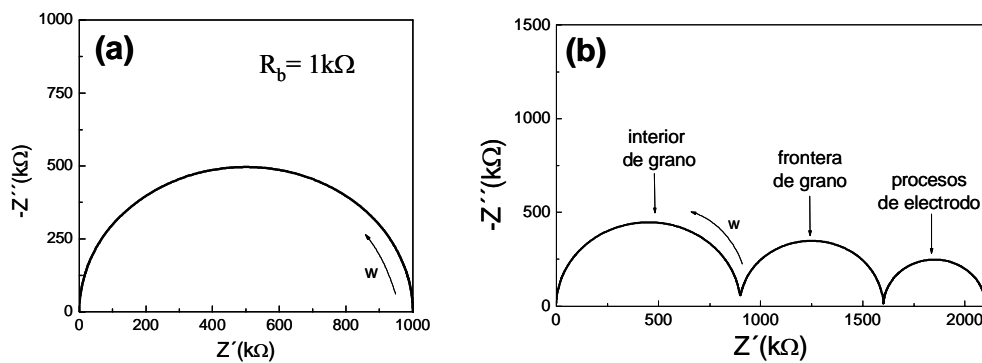 (a)
R_b= 1kΩ
1000
750
500
250
0
-Z´´(kΩ)
w
0 200 400 600 800 1000
Z´(kΩ)
(b)
1500
1000
500
250
0
-Z´´(kΩ)
interior
de grano
frontera
de grano
procesos
de electrodo
w
0 500 1000 1500 2000
Z´(kΩ)